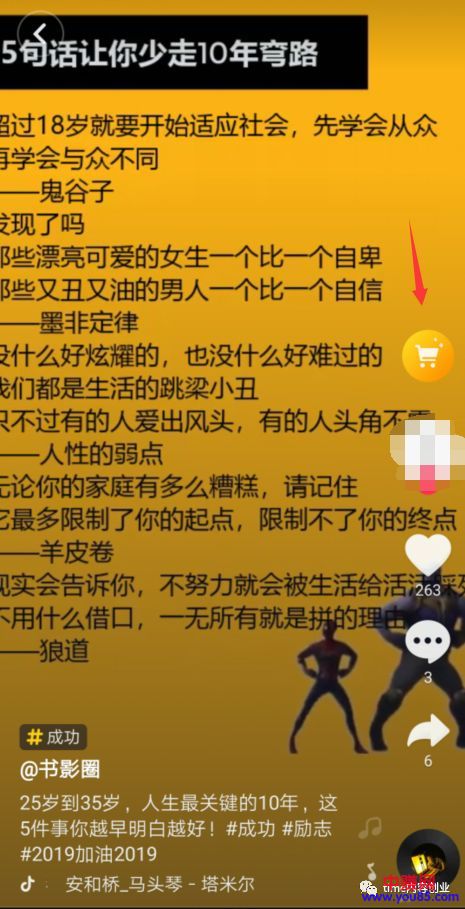 5句话让你少走10年弯路
超过18岁就要开始适应社会，先学会从众
再学会与众不同
——鬼谷子
发现了吗
那些漂亮可爱的女生一个比一个自卑
那些又丑又油的男人一个比一个自信
——墨菲定律
没什么好炫耀的，也没什么好难过的
我们都是生活的跳梁小丑
只不过有的人爱出风头，有的人头角不露
——人性的弱点
无论你的家庭有多么糟糕，请记住
它最多限制了你的起点，限制不了你的终点
——羊皮卷
现实会告诉你，不努力就会被生活给活活踩死
不用什么借口，一无所有就是拼的理由
——狼道
263
3
6
#成功
@书影圈
25岁到35岁，人生最关键的10年，这
5件事你越早明白越好！#成功 #励志
#2019加油2019
安和桥_马头琴 - 塔米尔
time内容创业
www.you85.com